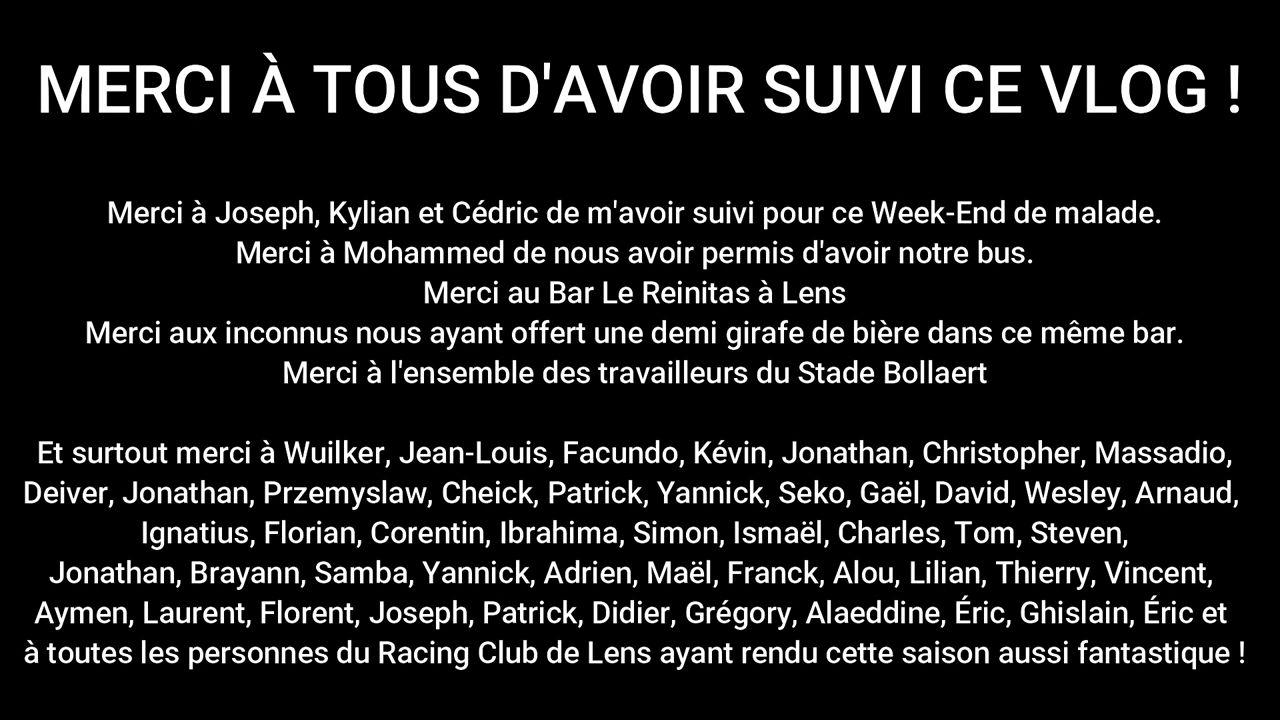 MERCI À TOUS D'AVOIR SUIVI CE VLOG !
Merci à Joseph, Kylian et Cédric de m'avoir suivi pour ce Week-End de malade.
Merci à Mohammed de nous avoir permis d'avoir notre bus.
Merci au Bar Le Reinitas à Lens
Merci aux inconnus nous ayant offert une demi girafe de bière dans ce même bar.
Merci à l'ensemble des travailleurs du Stade Bollaert
Et surtout merci à Wuilker, Jean-Louis, Facundo, Kévin, Jonathan, Christopher, Massadio,
Deiver, Jonathan, Przemyslaw, Cheick, Patrick, Yannick, Seko, Gaël, David, Wesley, Arnaud,
Ignatius, Florian, Corentin, Ibrahima, Simon, Ismaël, Charles, Tom, Steven,
Jonathan, Brayann, Samba, Yannick, Adrien, Maël, Franck, Alou, Lilian, Thierry, Vincent,
Aymen, Laurent, Florent, Joseph, Patrick, Didier, Grégory, Alaeddine, Éric, Ghislain, Éric et
à toutes les personnes du Racing Club de Lens ayant rendu cette saison aussi fantastique !